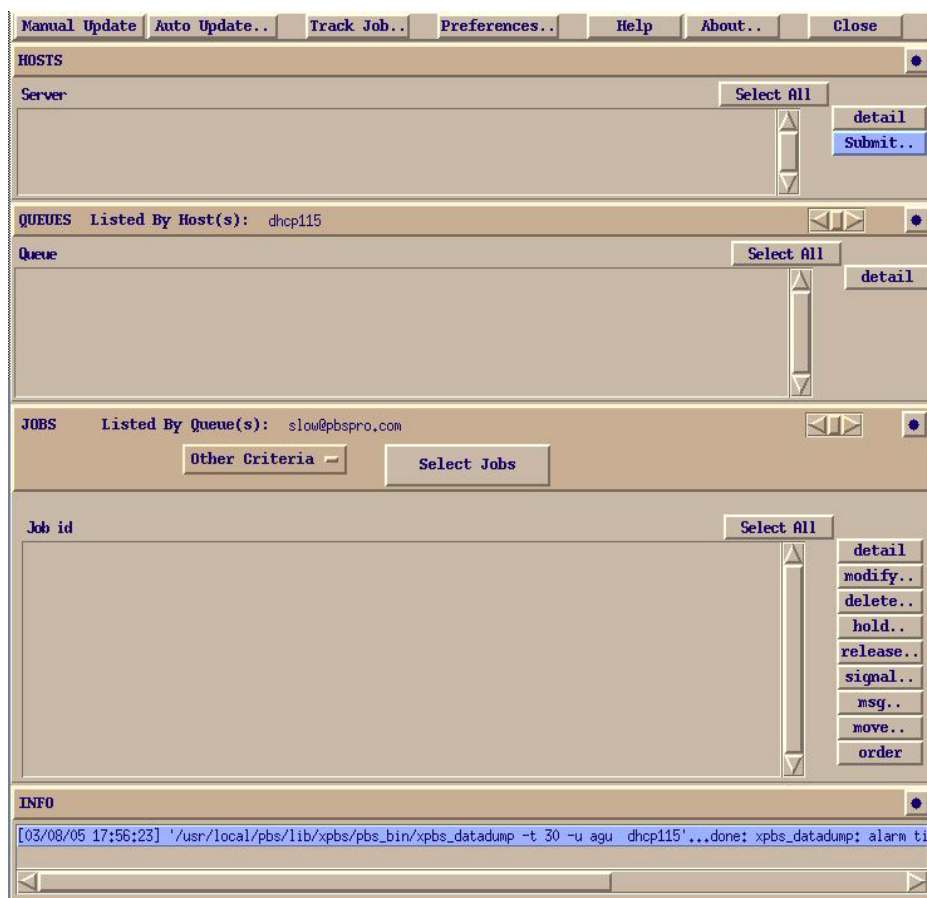 Manual Update Auto Update.. Track Job.. Preferences.. Help About.. Close
HOSTS
Server Select All
detail
Submit..
QUEUES Listed By Host(s): dhcp115
Queue Select All
detail
JOBS Listed By Queue(s): slow@pbspro.com
Other Criteria Select Jobs
Job id Select All
detail
modify..
delete..
hold..
release..
signal..
msg..
move..
order
INFO
[03/08/05 17:56:23] '/usr/local/pbs/lib/xpbs/pbs_bin/xpbs_datadump -t 30 -u agu dhcp115'...done: xpbs_datadump: alarm ti